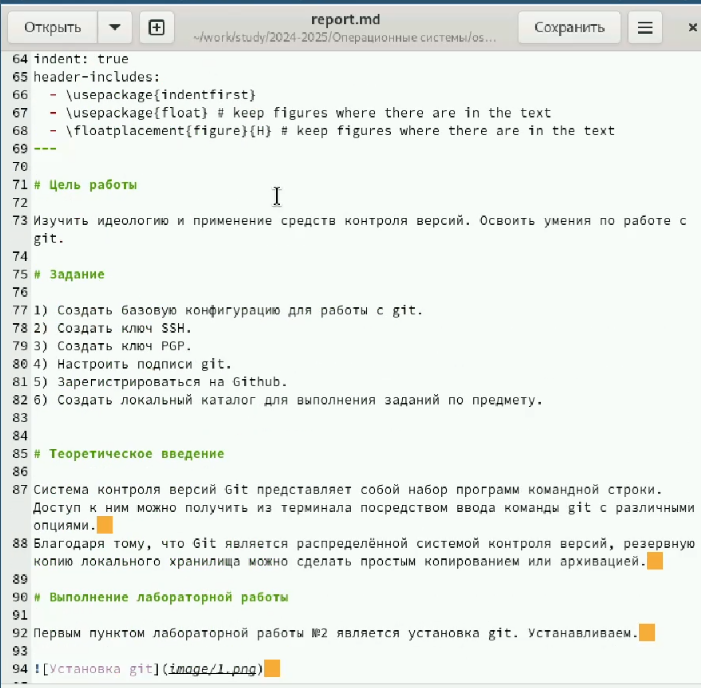 Открыть
report.md
~/work/study/2024-2025/Операционные системы/os...
Сохранить
64 indent: true
65 header-includes:
66   - \usepackage{indentfirst}
67   - \usepackage{float} # keep figures where there are in the text
68   - \floatplacement{figure}{H} # keep figures where there are in the text
69 ---
70
71 # Цель работы
72
73 Изучить идеологию и применение средств контроля версий. Освоить умения по работе с
git.
74
75 # Задание
76
77 1) Создать базовую конфигурацию для работы с git.
78 2) Создать ключ SSH.
79 3) Создать ключ PGP.
80 4) Настроить подписи git.
81 5) Зарегистрироваться на Github.
82 6) Создать локальный каталог для выполнения заданий по предмету.
83
84
85 # Теоретическое введение
86
87 Система контроля версий Git представляет собой набор программ командной строки.
Доступ к ним можно получить из терминала посредством ввода команды git с различными
опциями.
88 Благодаря тому, что Git является распределённой системой контроля версий, резервную
копию локального хранилища можно сделать простым копированием или архивацией.
89
90 # Выполнение лабораторной работы
91
92 Первым пунктом лабораторной работы №2 является установка git. Устанавливаем.
93
94 ![Установка git](image/1.png)